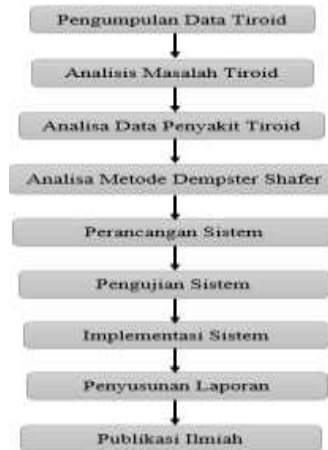 Pengumpulan Data Tiroid
Analisis Masalah Tiroid
Analisa Data Penyakit Tiroid
Analisa Metode Dempster Shafer
Perancangan Sistem
Pengujian Sistem
Implementasi Sistem
Penyusunan Laporan
Publikasi Ilmiah